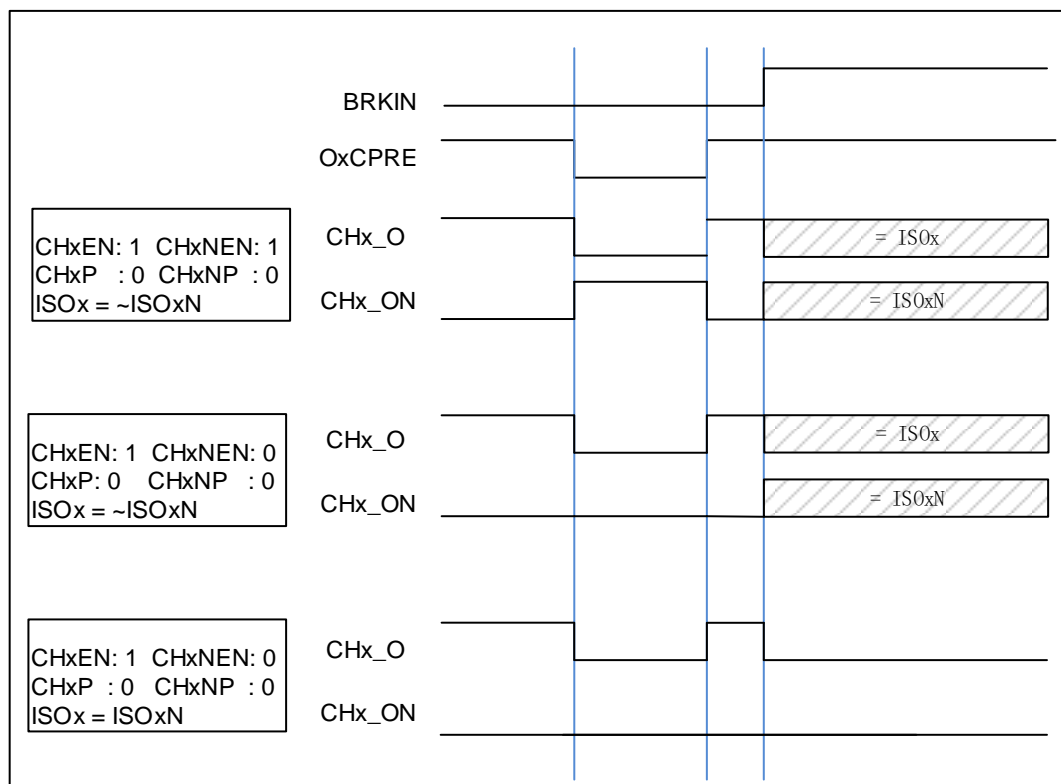 BRKIN
OxCPRE
CHxEN: 1 CHxNEN: 1
CHxP : 0 CHxNP : 0
ISOx = ~ISOxN
CHx_O
= ISOx
CHx_ON
= ISOxN
CHxEN: 1 CHxNEN: 0
CHxP: 0 CHxNP : 0
ISOx = ~ISOxN
CHx_O
= ISOx
CHx_ON
= ISOxN
CHxEN: 1 CHxNEN: 0
CHxP : 0 CHxNP : 0
ISOx = ISOxN
CHx_O
CHx_ON